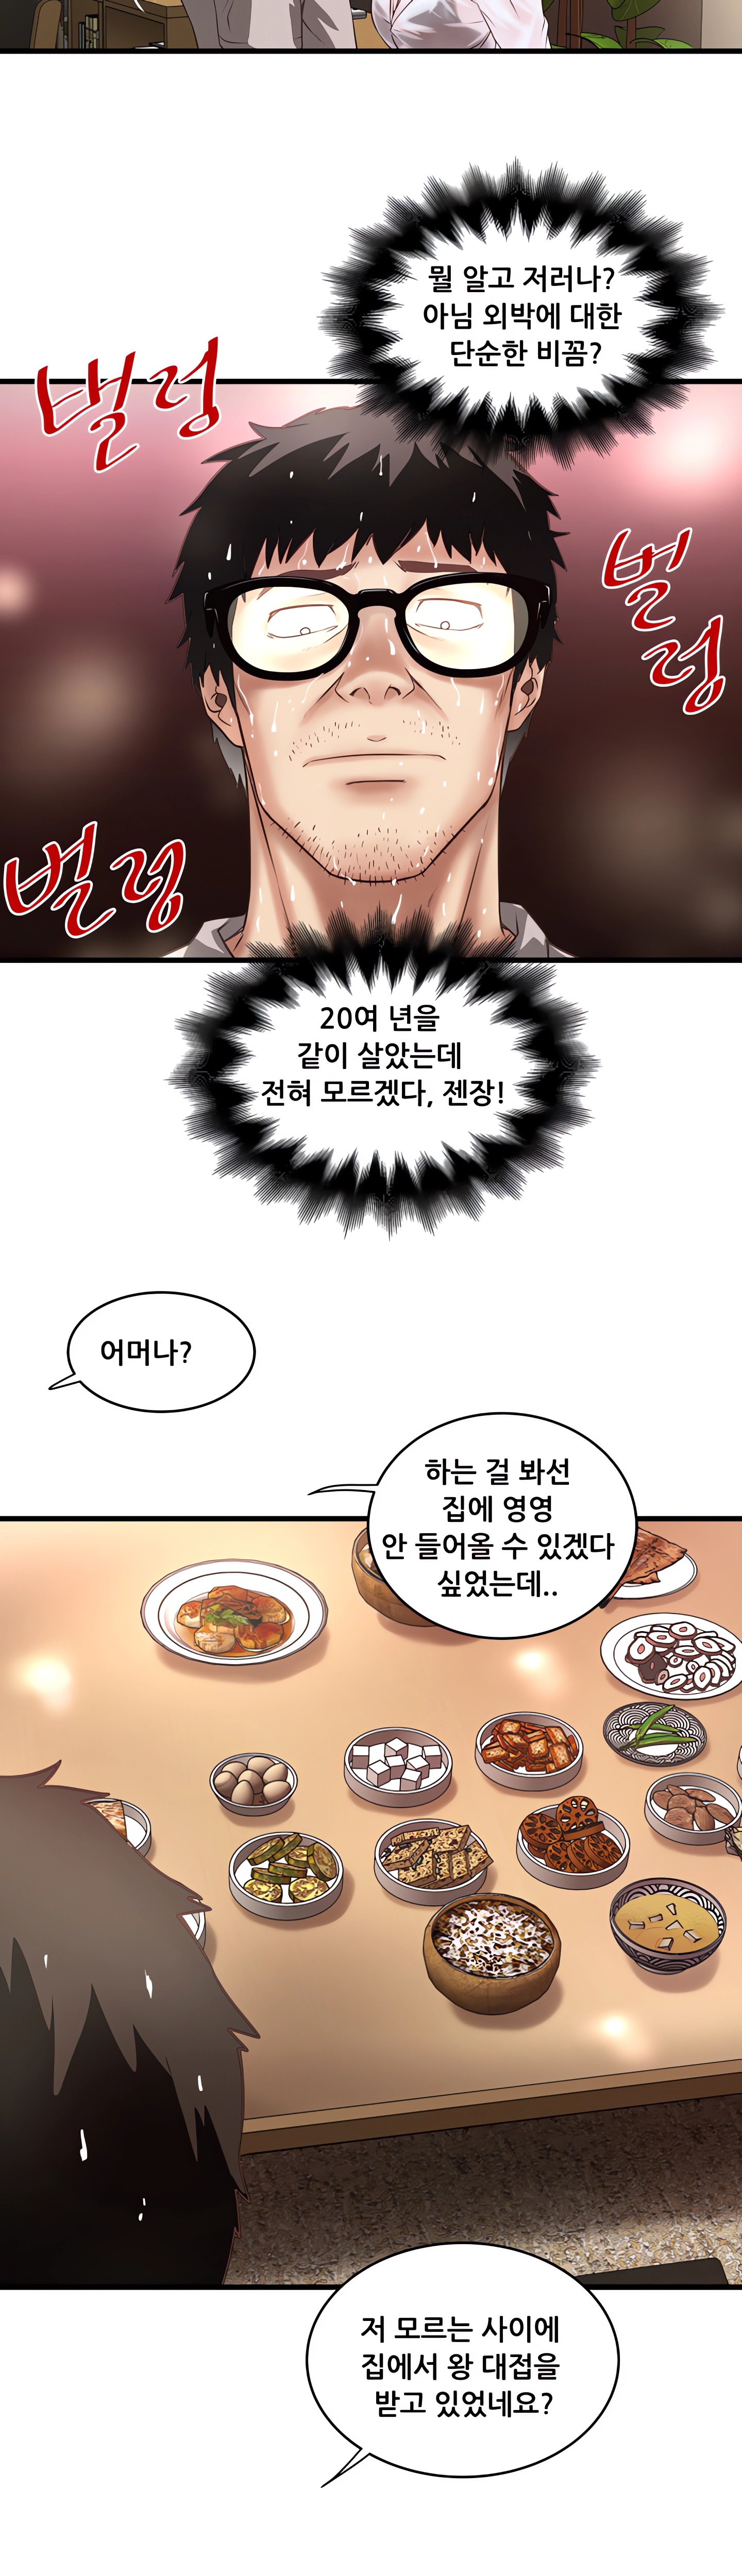 뭘 알고 저러나?
아님 외박에 대한
단순한 비꼼?
벌렁
벌렁
벌렁
20여 년을
같이 살았는데
전혀 모르겠다, 젠장!
어머나?
하는 걸 봐선
집에 영영
안 들어올 수 있겠다
싶었는데..
저 모르는 사이에
집에서 왕 대접을
받고 있었네요?